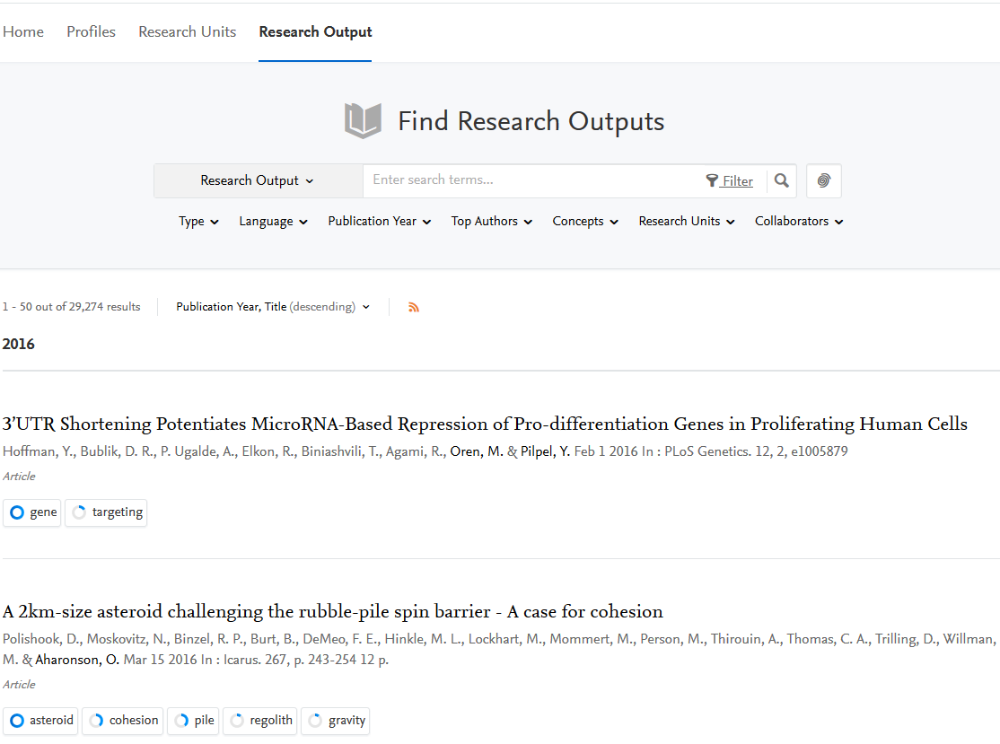 Home Profiles Research Units Research Output
Find Research Outputs
Research Output Enter search terms... Filter
Type Language Publication Year Top Authors Concepts Research Units Collaborators
1 - 50 out of 29,274 results Publication Year, Title (descending)
2016
3'UTR Shortening Potentiates MicroRNA-Based Repression of Pro-differentiation Genes in Proliferating Human Cells
Hoffman, Y., Bublik, D. R., P. Ugalde, A., Elkon, R., Biniashvili, T., Agami, R., Oren, M. & Pilpel, Y. Feb 1 2016 In : PLoS Genetics. 12, 2, e1005879
Article
gene targeting
A 2km-size asteroid challenging the rubble-pile spin barrier - A case for cohesion
Polishook, D., Moskovitz, N., Binzel, R. P., Burt, B., DeMeo, F. E., Hinkle, M. L., Lockhart, M., Mommert, M., Person, M., Thirouin, A., Thomas, C. A., Trilling, D., Willman,
M. & Aharonson, O. Mar 15 2016 In : Icarus. 267, p. 243-254 12 p.
Article
asteroid cohesion pile regolith gravity